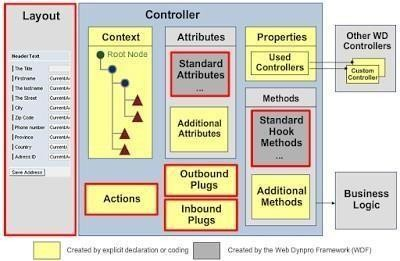 Layout
HeaderText
The Title
Firstname
The lastname
The Street
City
Zip Code
Phone number
Province
Country
Adress ID
Save Address
Controller
Context
Root Node
Attributes
Standard
Attributes
...
Additional
Attributes
Properties
Used
Controllers
Methods
Standard
Hook
Methods
...
Additional
Methods
Actions
Outbound
Plugs
Inbound
Plugs
Other WD
Controllers
Custom
Controller
Business
Logic
Created by explicit declaration or coding
Created by the Web Dynpro Framework (WDF)